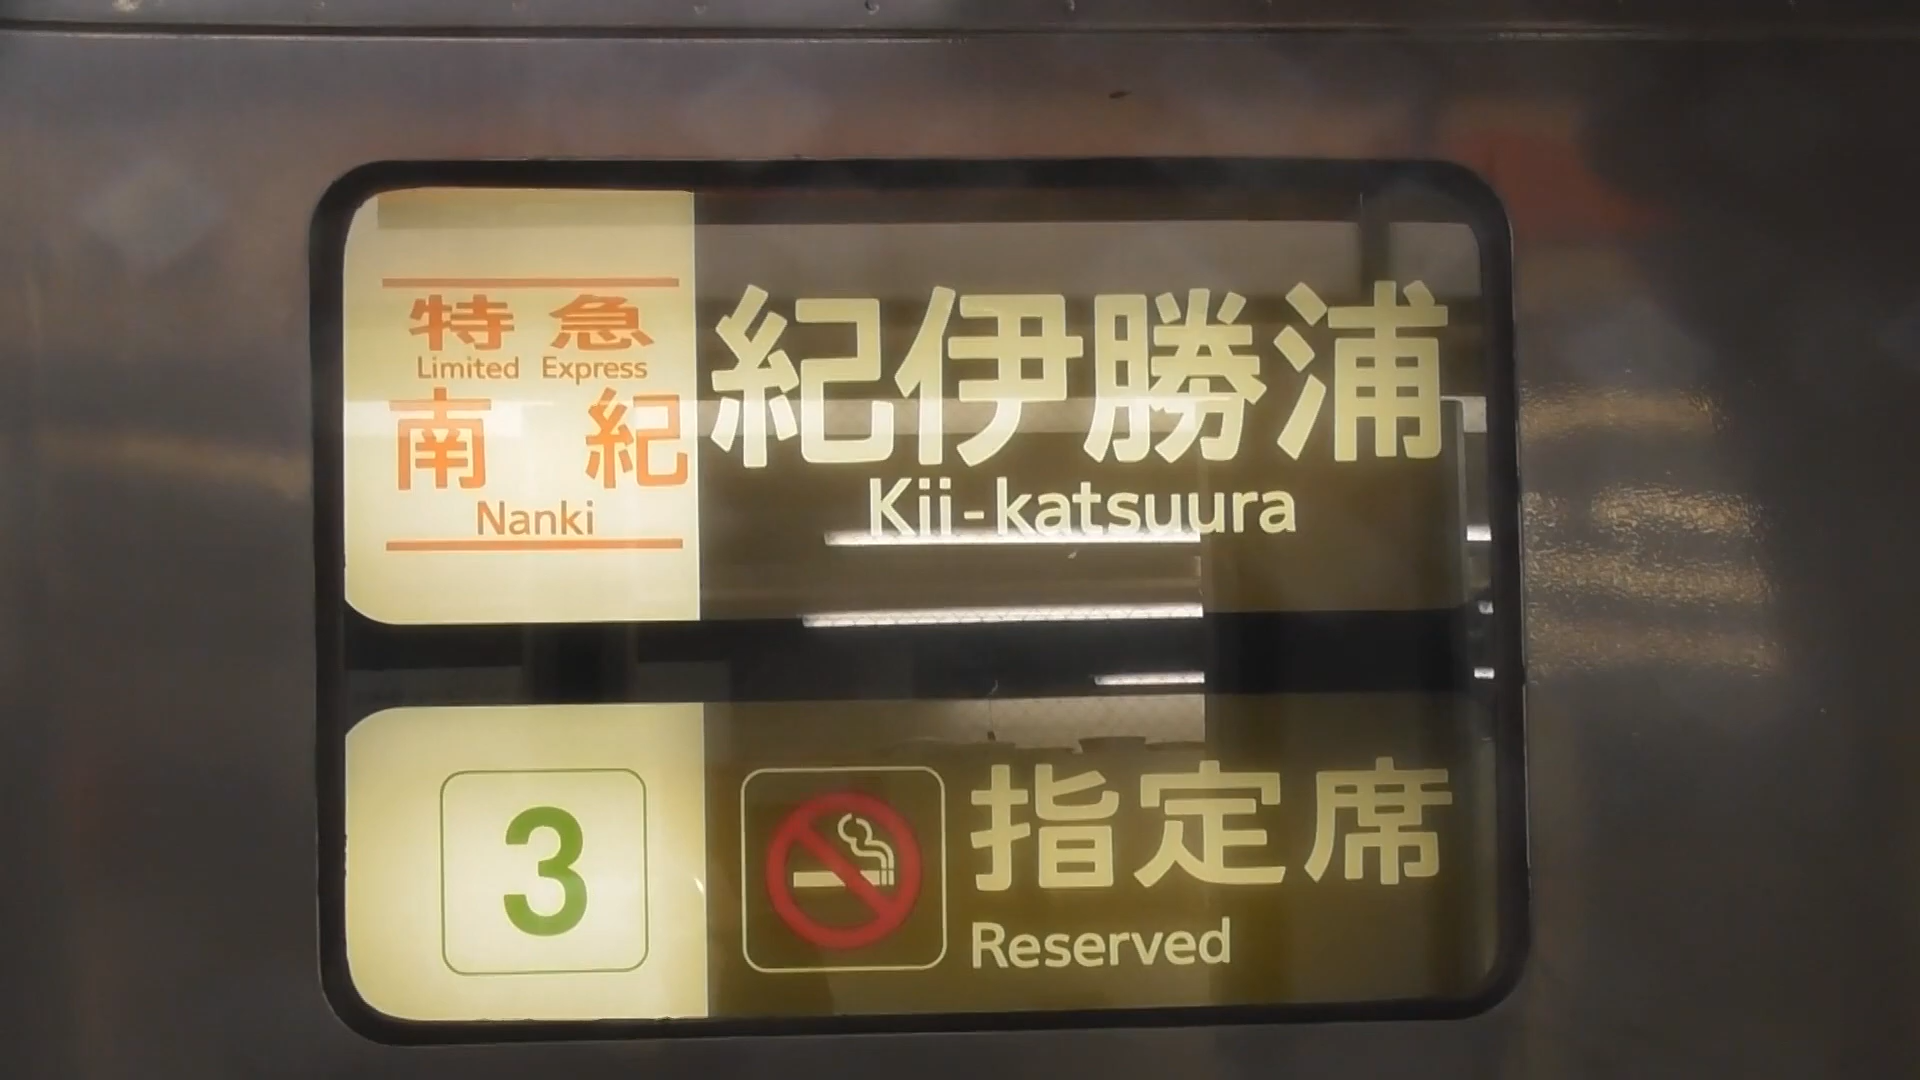 特急
Limited Express
南紀
Nanki
紀伊勝浦
Kii-katsuura
3
指定席
Reserved